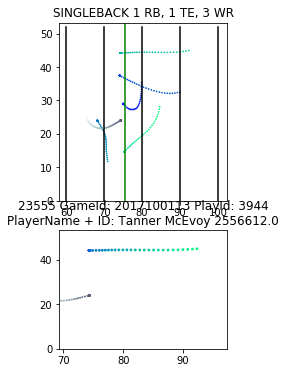 SINGLEBACK 1 RB, 1 TE, 3 WR
50
40
30
20
10
0
60 70 80 90 100
23555 GameId: 2017100113 PlayId: 3944
PlayerName + ID: Tanner McEvoy 2556612.0
40
20
0
70 80 90